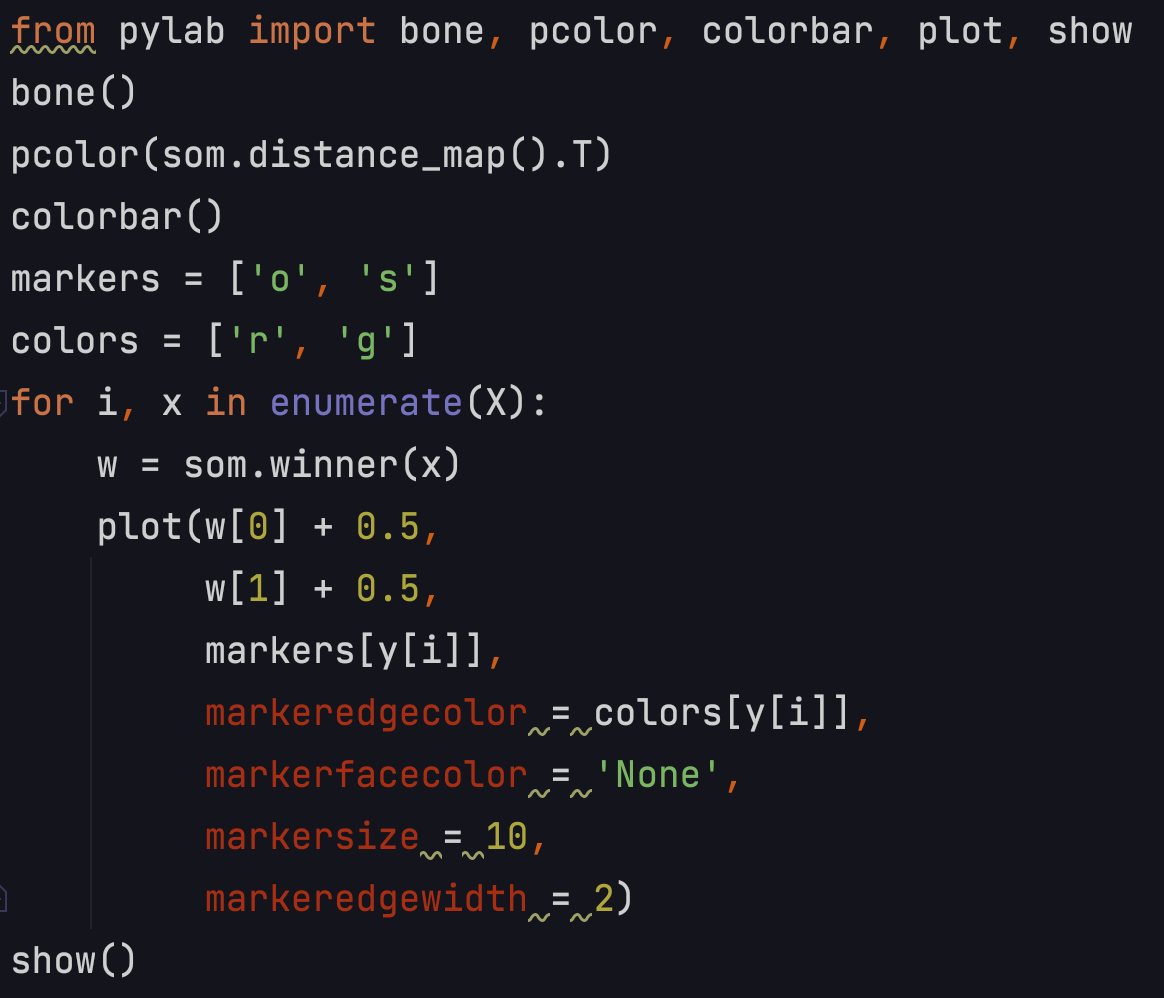 from pylab import bone, pcolor, colorbar, plot, show
bone()
pcolor(som.distance_map().T)
colorbar()
markers = ['o', 's']
colors = ['r', 'g']
for i, x in enumerate(X):
    w = som.winner(x)
    plot(w[0] + 0.5,
         w[1] + 0.5,
         markers[y[i]],
         markeredgecolor = colors[y[i]],
         markerfacecolor = 'None',
         markersize = 10,
         markeredgewidth = 2)
show()